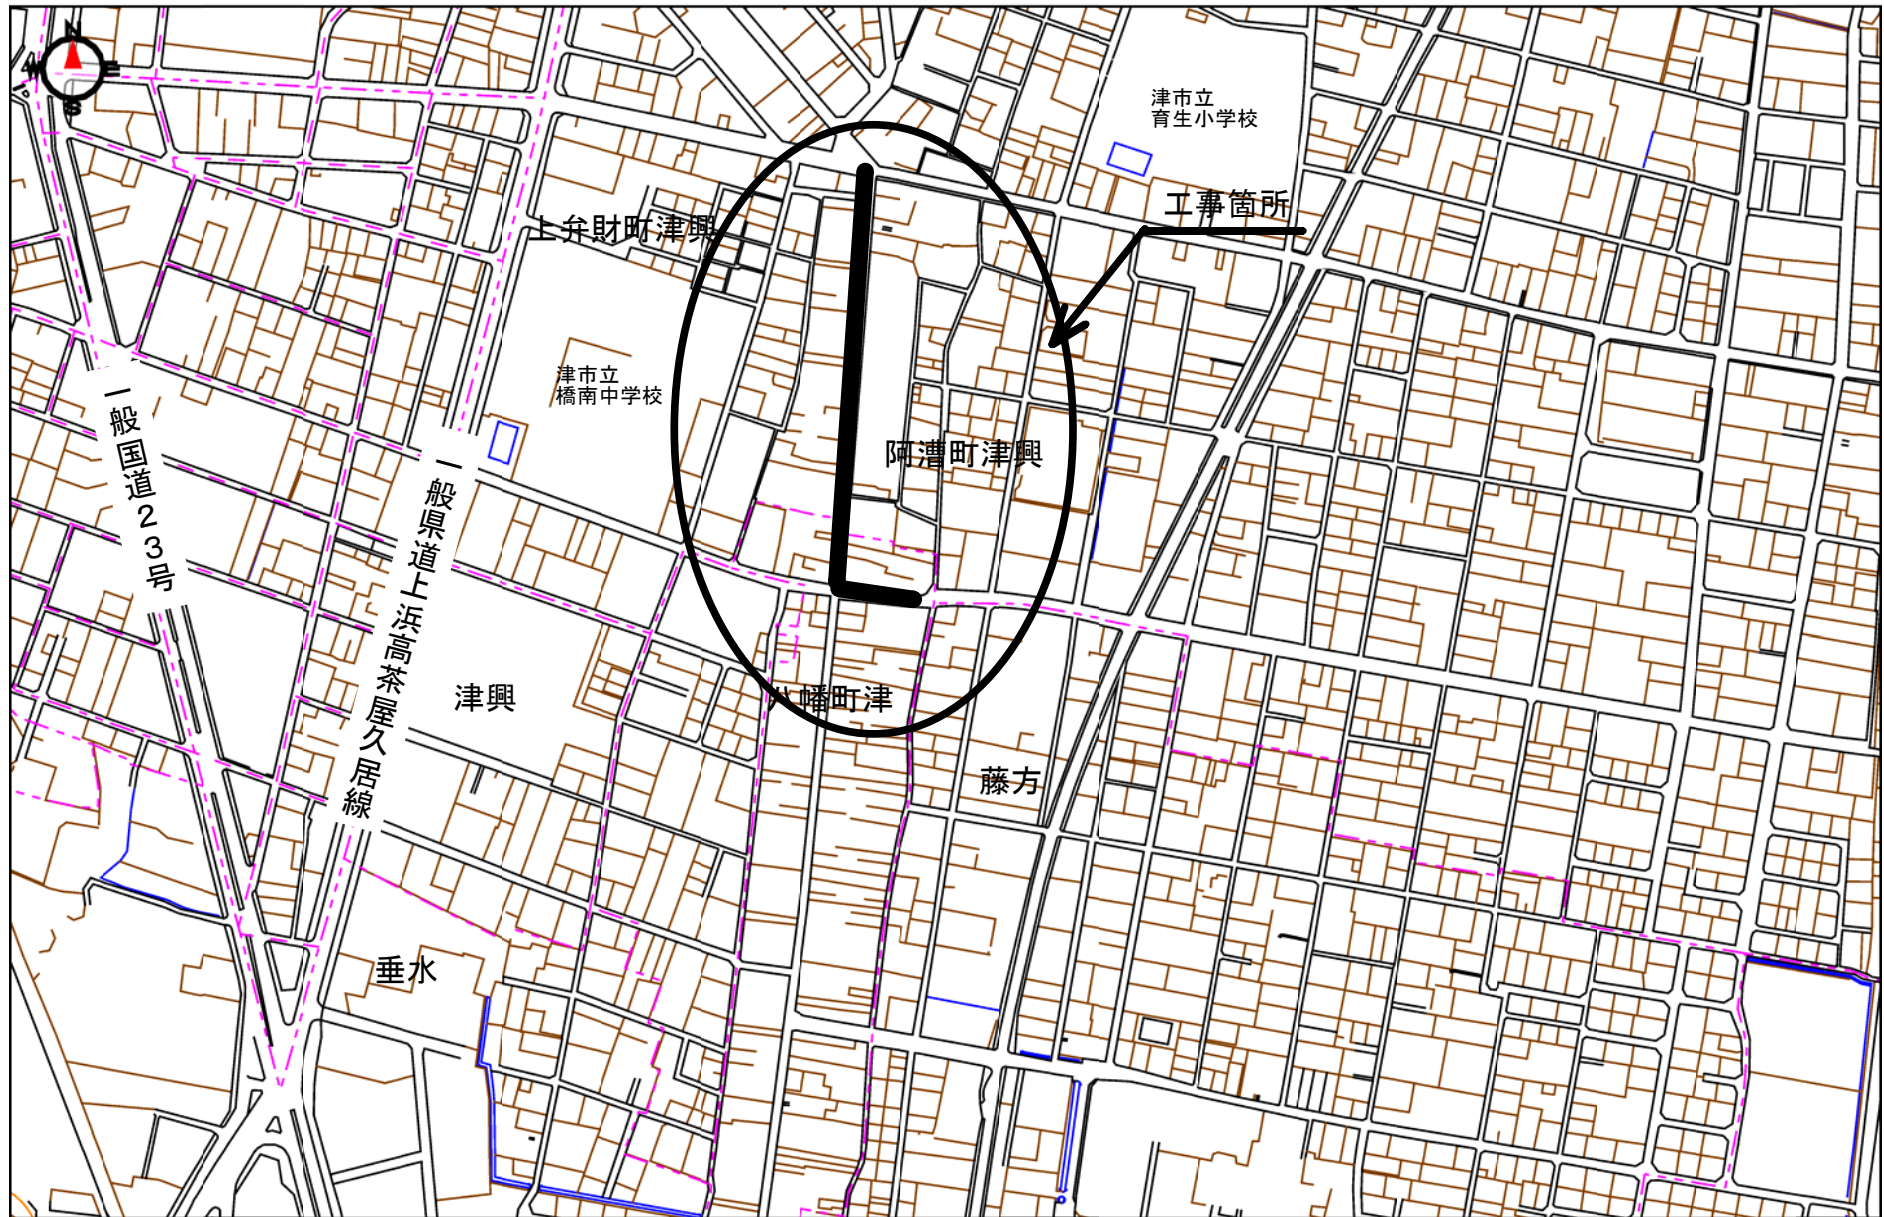 N
W
E
S
津市立
育生小学校
工事箇所
上弁財町津興
津市立
橋南中学校
一般国道23号
阿漕町津興
一般県道上浜高茶屋久居線
津興
八幡町津
藤方
垂水